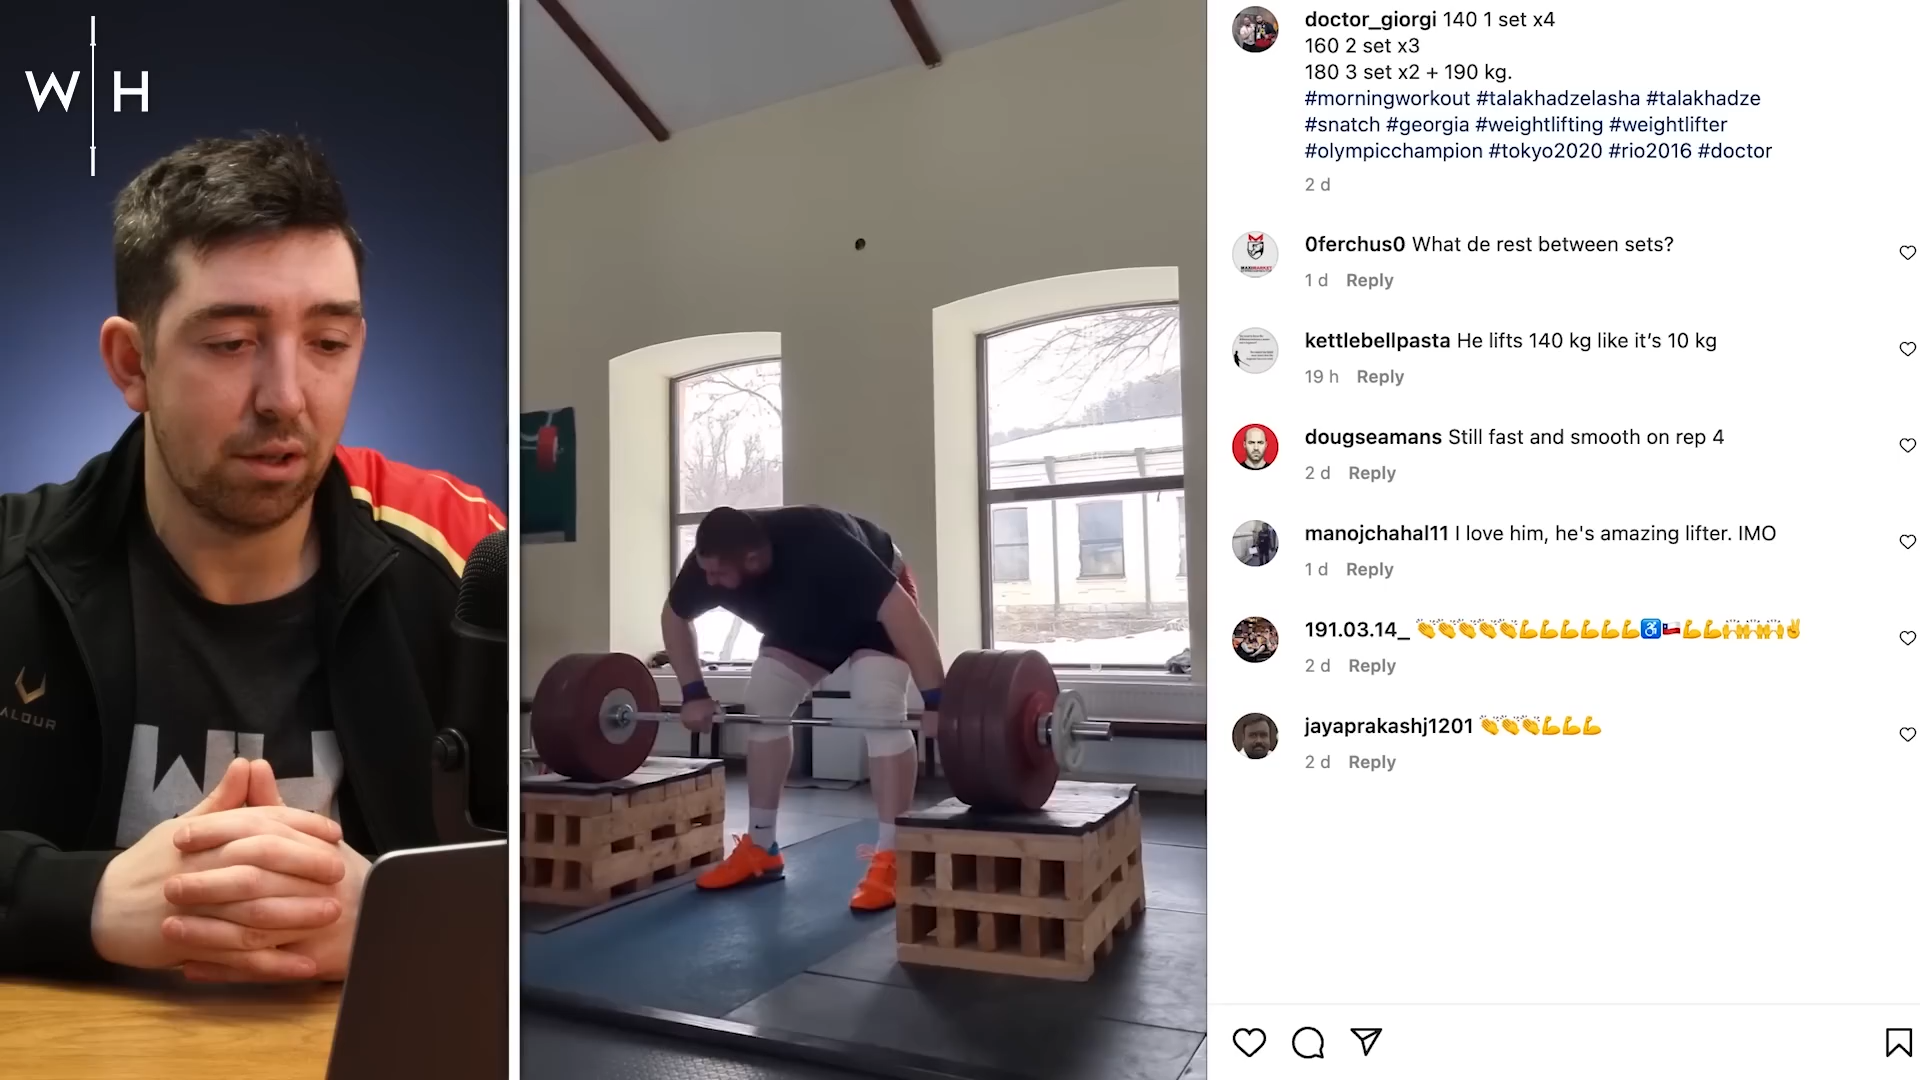 W H
ALOUR
WH
doctor_giorgi 140 1 set x4
160 2 set x3
180 3 set x2 + 190 kg.
#morningworkout #talakhadzelasha #talakhadze
#snatch #georgia #weightlifting #weightlifter
#olympicchampion #tokyo2020 #rio2016 #doctor
2 d
0ferchus0 What de rest between sets?
1 d Reply
kettlebellpasta He lifts 140 kg like it’s 10 kg
19 h Reply
dougseamans Still fast and smooth on rep 4
2 d Reply
manojchahal11 I love him, he's amazing lifter. IMO
1 d Reply
191.03.14_ 👏👏👏👏👏💪💪💪💪💪💪♿🇨🇱💪💪🙌🙌🙌✌
2 d Reply
jayaprakashj1201 👏👏👏💪💪💪
2 d Reply